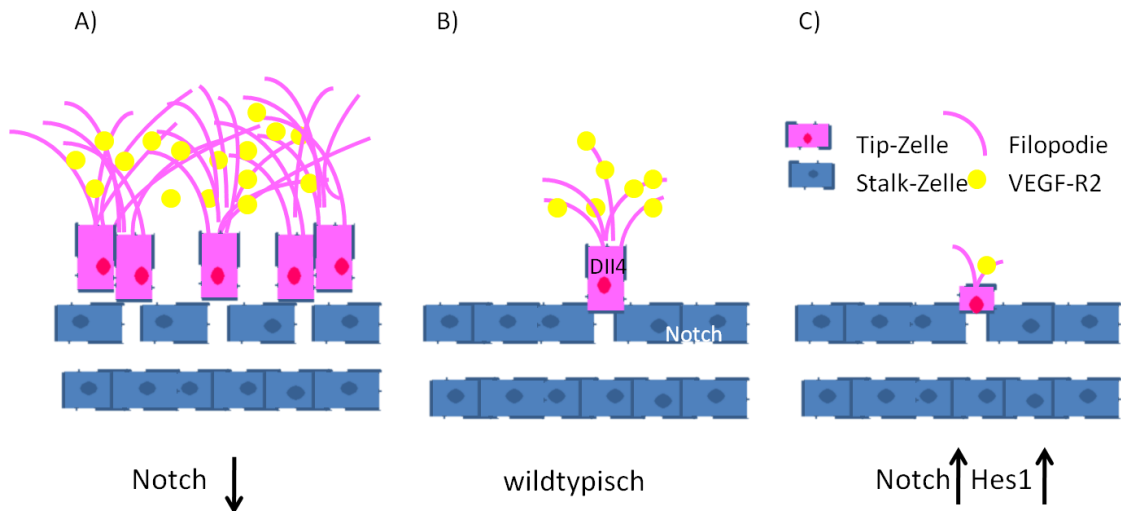 A)
B)
C)
Tip-Zelle
Filopodie
Stalk-Zelle
VEGF-R2
Dll4
Notch
Notch
wildtypisch
Notch Hes1